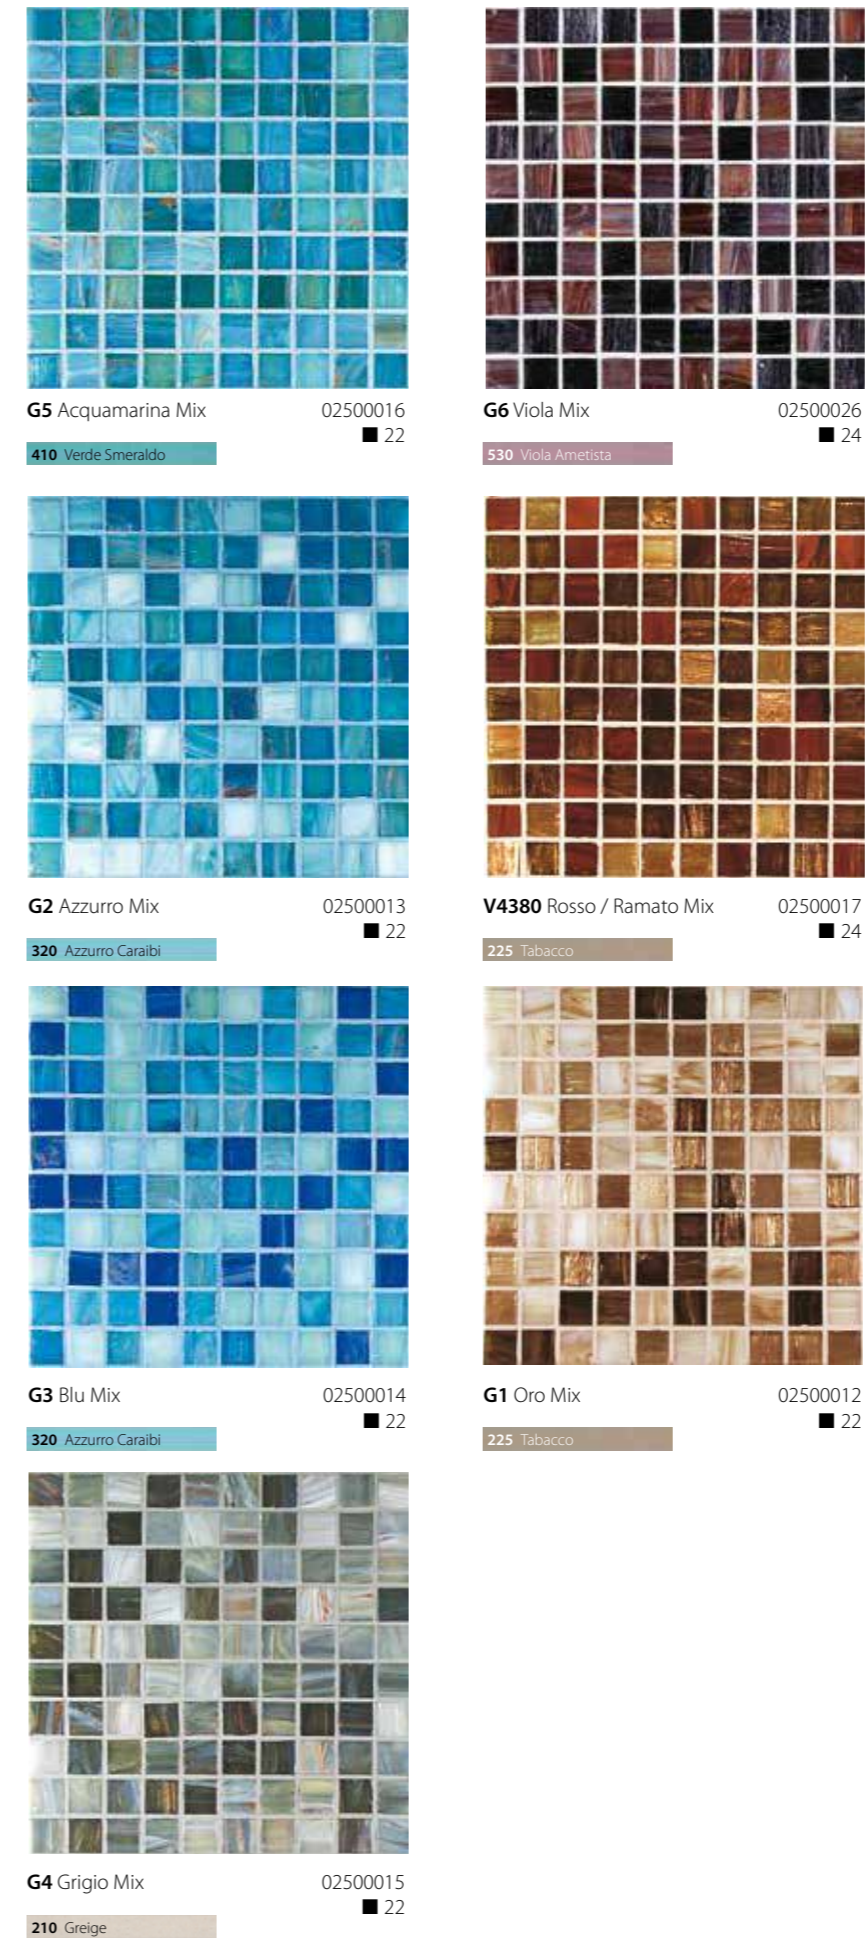 G5 Acquamarina Mix 02500016
■ 22
410 Verde Smeraldo
G6 Viola Mix 02500026
■ 24
530 Viola Ametista
G2 Azzurro Mix 02500013
■ 22
320 Azzurro Caraibi
V4380 Rosso / Ramato Mix 02500017
■ 24
225 Tabacco
G3 Blu Mix 02500014
■ 22
320 Azzurro Caraibi
G1 Oro Mix 02500012
■ 22
225 Tabacco
G4 Grigio Mix 02500015
■ 22
210 Greige